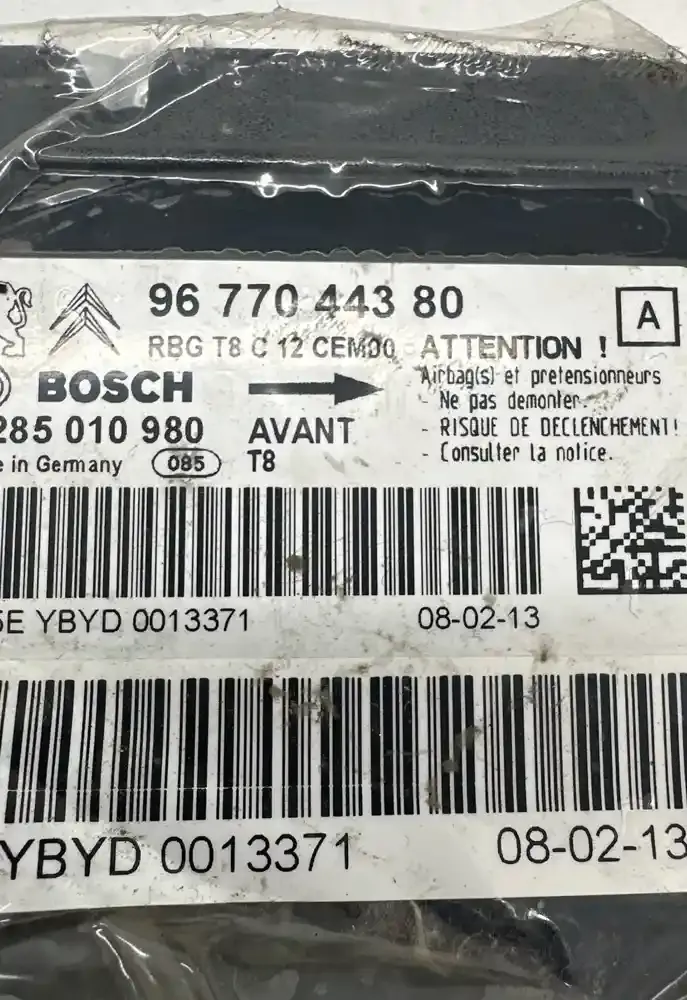 96 770 443 80
A
RBG T8 C 12 CEM00
ATTENTION !
BOSCH
Airbag(s) et pretensionneurs
- Ne pas demonter.
285 010 980
AVANT
- RISQUE DE DECLENCHEMENT!
in Germany
085
T8
- Consulter la notice.
YBYD 0013371
08-02-13
YBYD 0013371
08-02-13